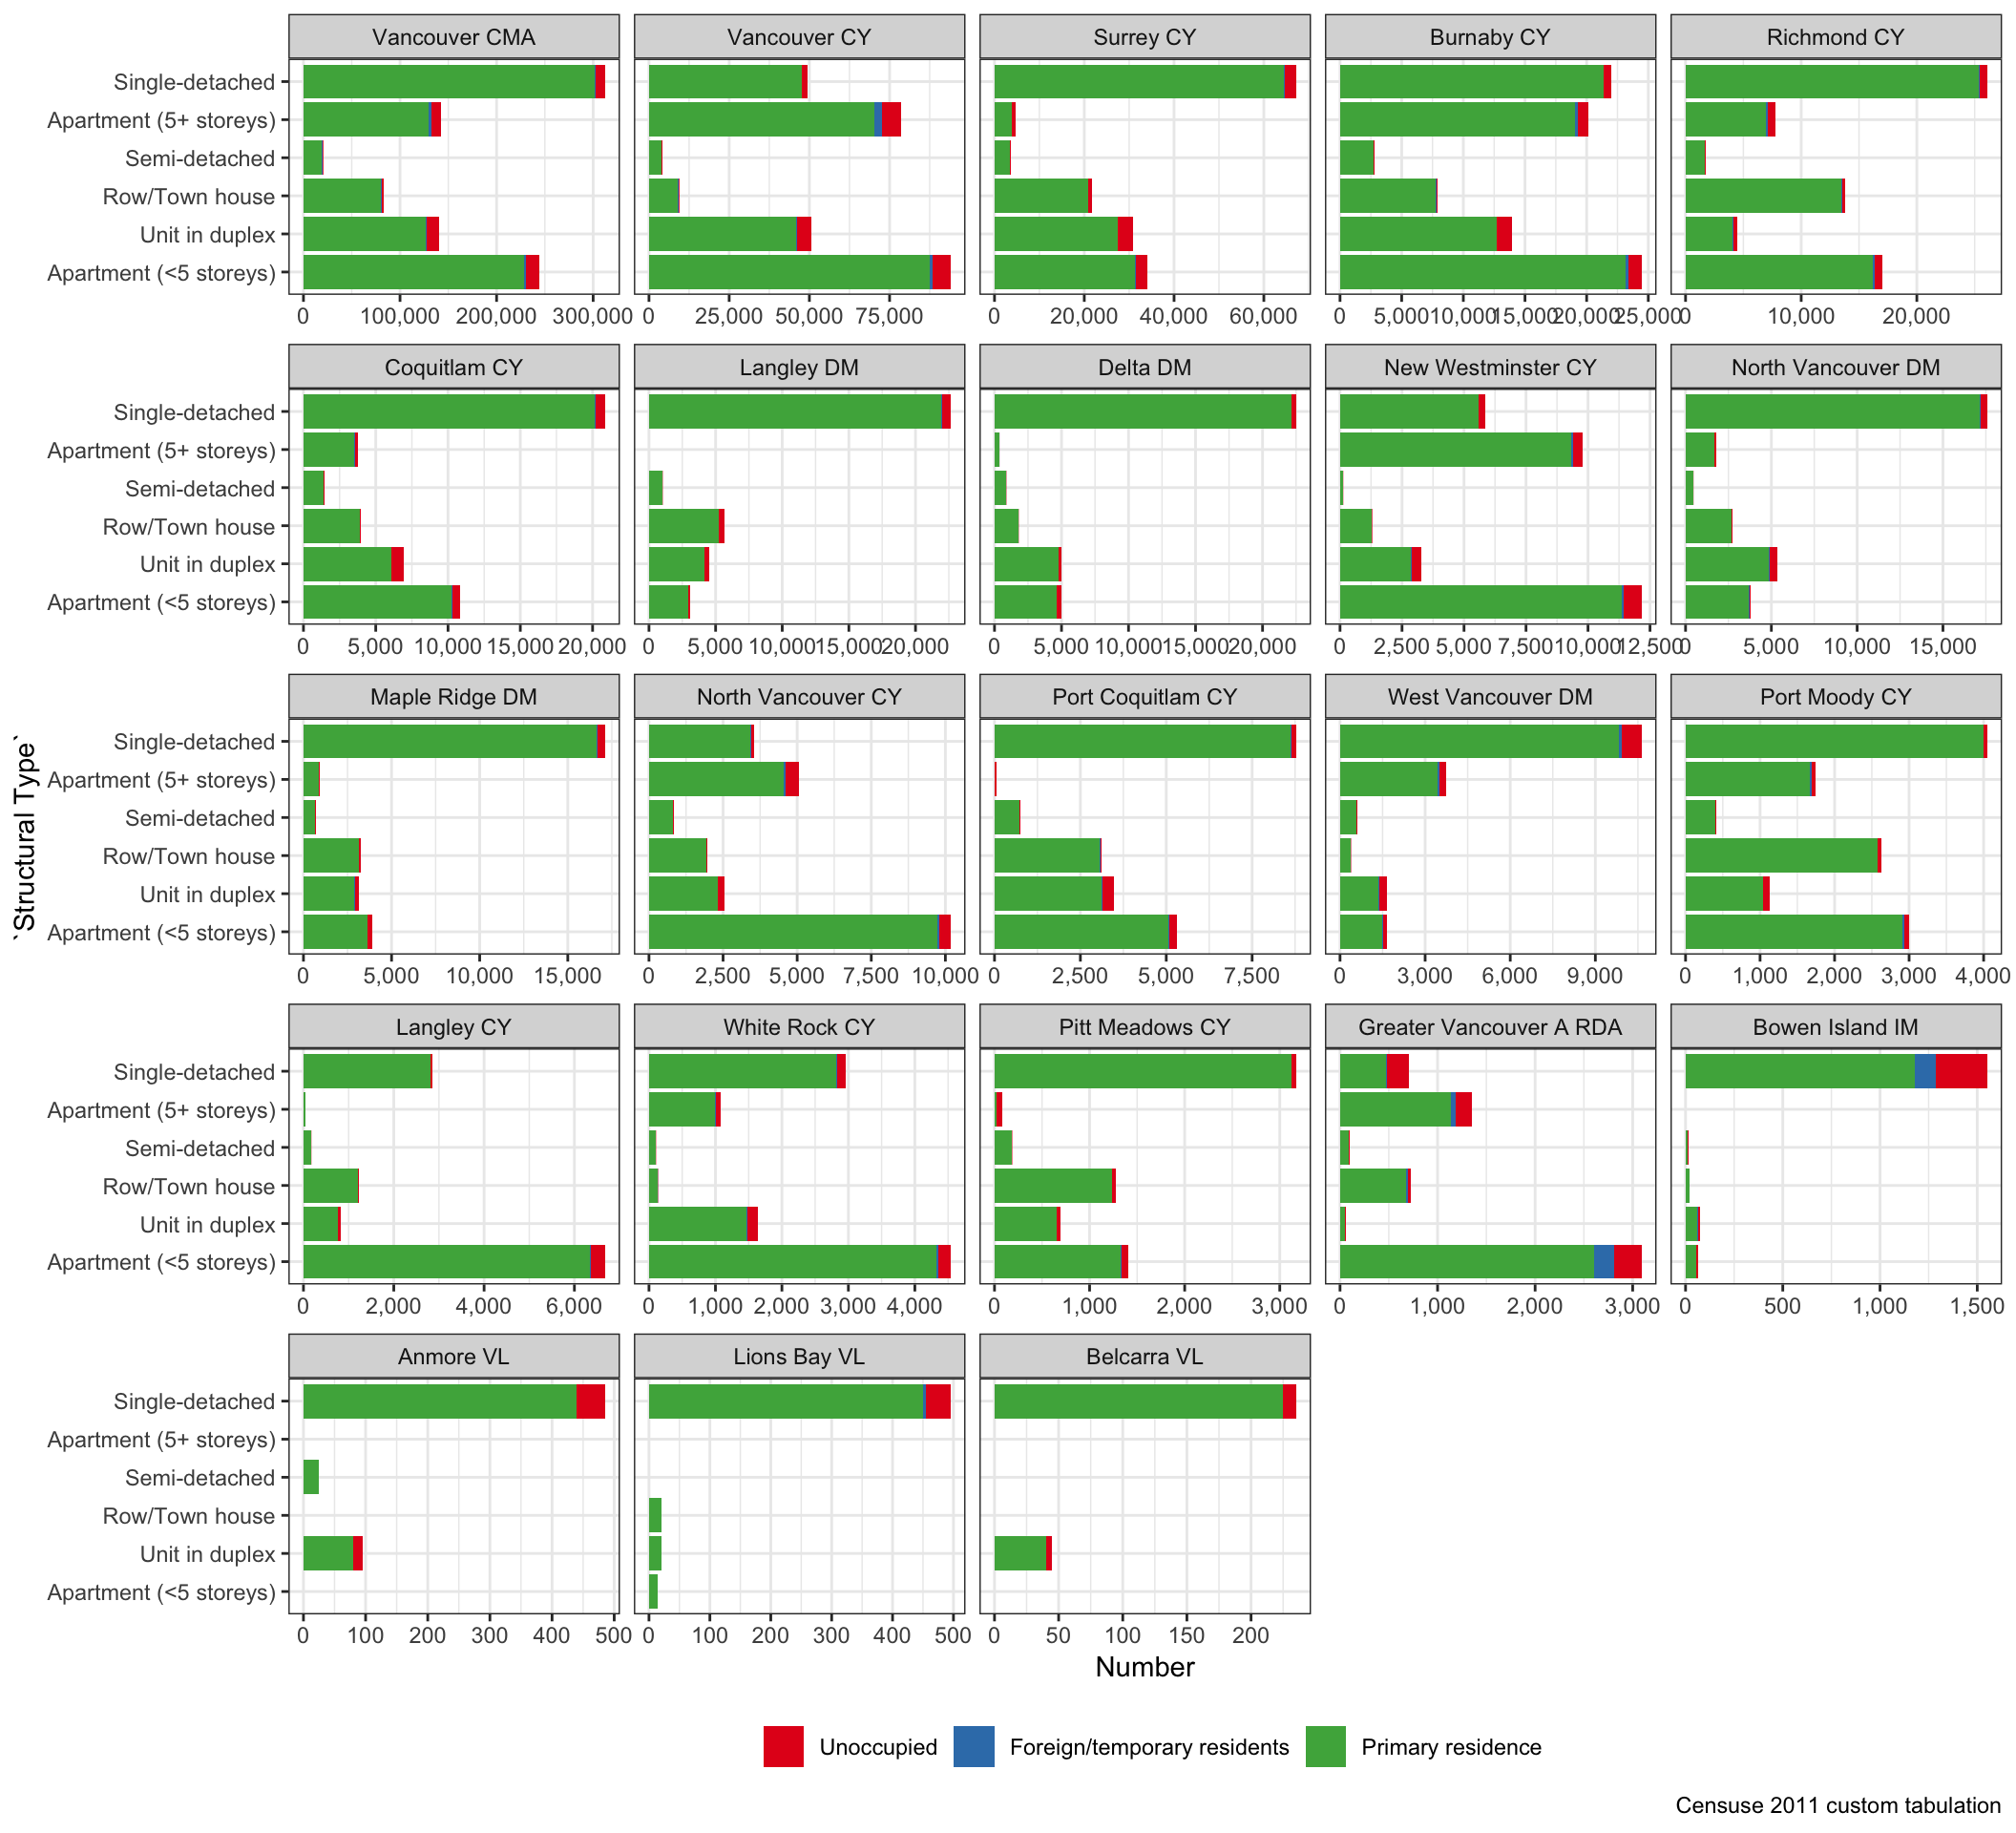 Vancouver CMA Vancouver CY Surrey CY Burnaby CY Richmond CY
Single-detached
Apartment (5+ storeys)
Semi-detached
Row/Town house
Unit in duplex
Apartment (<5 storeys)
0 100,000 200,000 300,000 0 25,000 50,000 75,000 0 20,000 40,000 60,000 0 5,000 10,000 15,000 20,000 25,000 0 10,000 20,000
Coquitlam CY Langley DM Delta DM New Westminster CY North Vancouver DM
Single-detached
Apartment (5+ storeys)
Semi-detached
Row/Town house
Unit in duplex
Apartment (<5 storeys)
0 5,000 10,000 15,000 20,000 0 5,000 10,000 15,000 20,000 0 5,000 10,000 15,000 20,000 0 2,500 5,000 7,500 10,000 12,500 0 5,000 10,000 15,000
Maple Ridge DM North Vancouver CY Port Coquitlam CY West Vancouver DM Port Moody CY
Single-detached
Apartment (5+ storeys)
Semi-detached
Row/Town house
Unit in duplex
Apartment (<5 storeys)
0 5,000 10,000 15,000 0 2,500 5,000 7,500 10,000 0 2,500 5,000 7,500 0 3,000 6,000 9,000 0 1,000 2,000 3,000 4,000
`Structural Type`
Langley CY White Rock CY Pitt Meadows CY Greater Vancouver A RDA Bowen Island IM
Single-detached
Apartment (5+ storeys)
Semi-detached
Row/Town house
Unit in duplex
Apartment (<5 storeys)
0 2,000 4,000 6,000 0 1,000 2,000 3,000 4,000 0 1,000 2,000 3,000 0 1,000 2,000 3,000 0 500 1,000 1,500
Anmore VL Lions Bay VL Belcarra VL
Single-detached
Apartment (5+ storeys)
Semi-detached
Row/Town house
Unit in duplex
Apartment (<5 storeys)
0 100 200 300 400 500 0 100 200 300 400 500 0 50 100 150 200
Number
Unoccupied Foreign/temporary residents Primary residence
Censuse 2011 custom tabulation